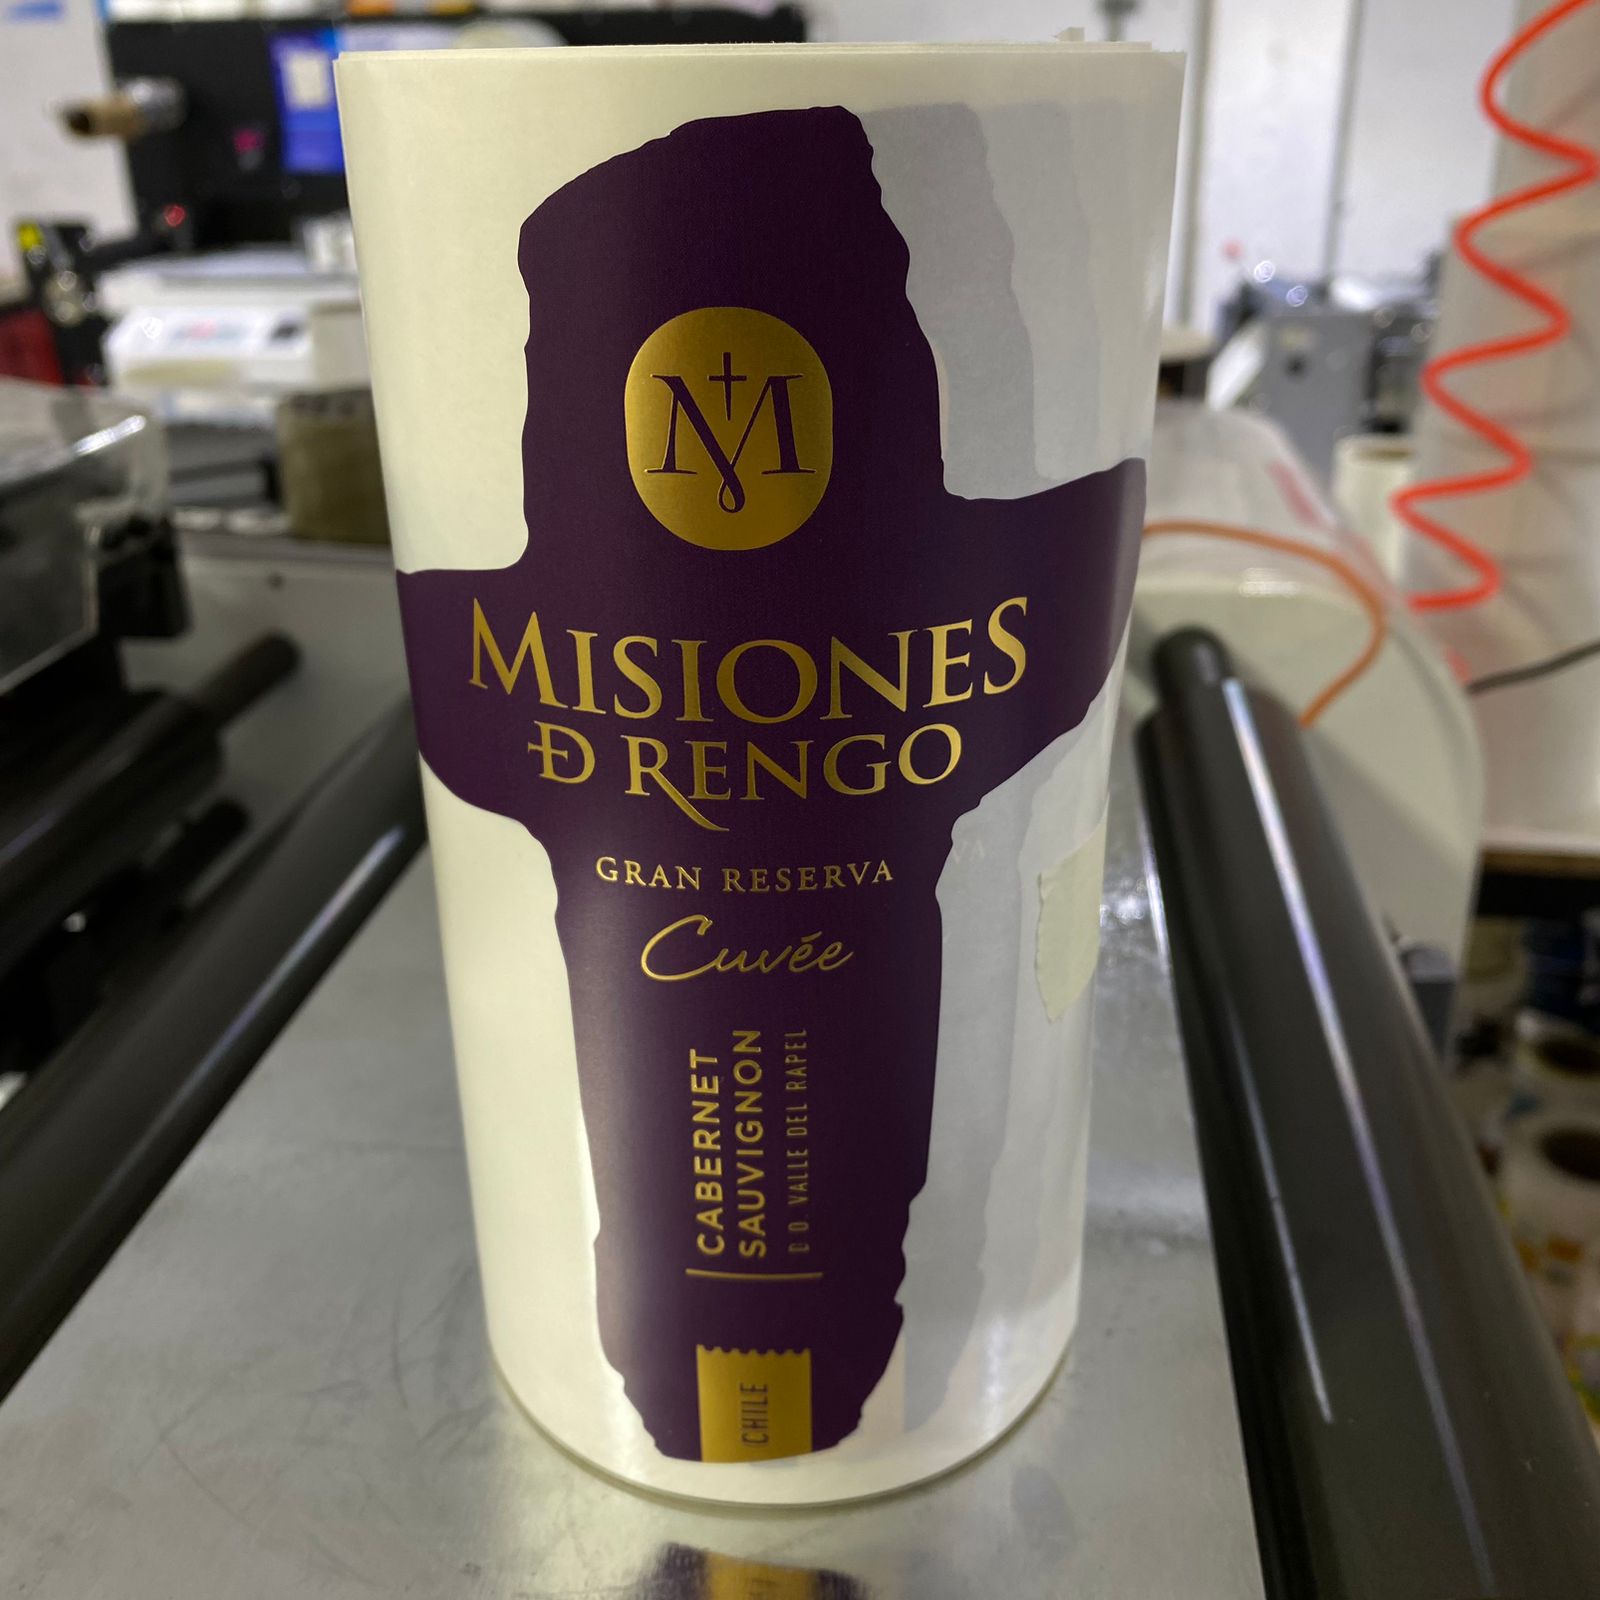 M
MISIONES
Đ RENGO
GRAN RESERVA
Cuvée
CABERNET
SAUVIGNON
D.O. VALLE DEL RAPEL
CHILE